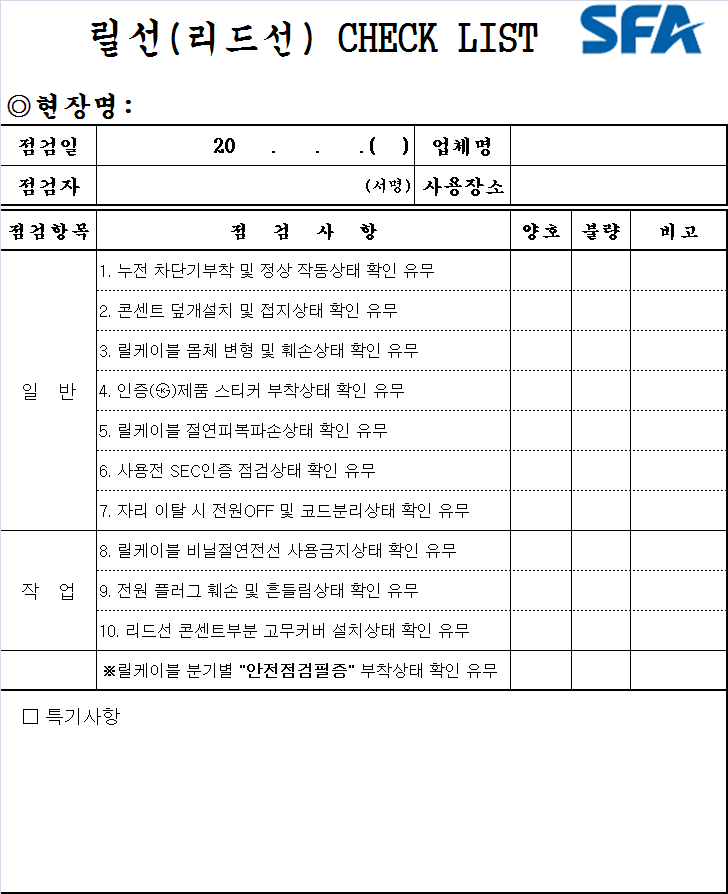 릴선(리드선) CHECK LIST
SFA
◎현장명:
점검일 20 . . .( ) 업체명
점검자 (서명) 사용장소
점검항목 점 검 사 항 양호 불량 비고
일 반
1. 누전 차단기부착 및 정상 작동상태 확인 유무
2. 콘센트 덮개설치 및 접지상태 확인 유무
3. 릴케이블 몸체 변형 및 훼손상태 확인 유무
4. 인증(㉿)제품 스티커 부착상태 확인 유무
5. 릴케이블 절연피복파손상태 확인 유무
6. 사용전 SEC인증 점검상태 확인 유무
7. 자리 이탈 시 전원OFF 및 코드분리상태 확인 유무
작 업
8. 릴케이블 비닐절연전선 사용금지상태 확인 유무
9. 전원 플러그 훼손 및 흔들림상태 확인 유무
10. 리드선 콘센트부분 고무커버 설치상태 확인 유무
※릴케이블 분기별 "안전점검필증" 부착상태 확인 유무
□ 특기사항